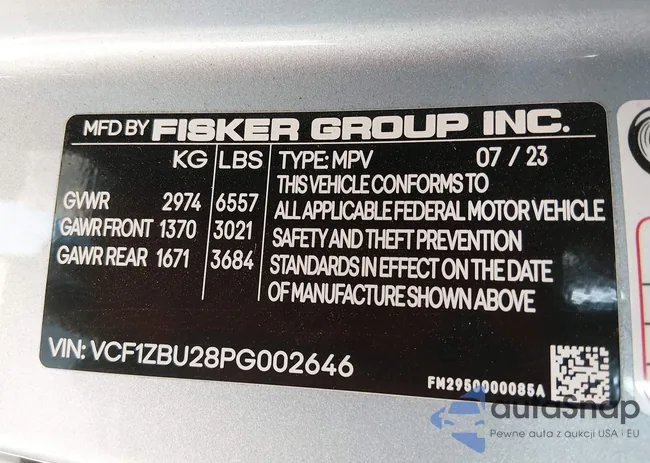 MFD BY FISKER GROUP INC.
KG LBS TYPE: MPV 07 / 23
GVWR 2974 6557 THIS VEHICLE CONFORMS TO
ALL APPLICABLE FEDERAL MOTOR VEHICLE
GAWR FRONT 1370 3021 SAFETY AND THEFT PREVENTION
GAWR REAR 1671 3684 STANDARDS IN EFFECT ON THE DATE
OF MANUFACTURE SHOWN ABOVE
VIN: VCF1ZBU28PG002646
FM2950000085A
autoSnap
Pewne auta z aukcji USA i EU